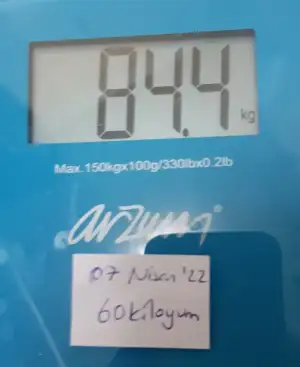 84.4 kg
Max.150kgx100g/330lbx0.2lb
arzum
07 Nisan '22
60 kiloyum